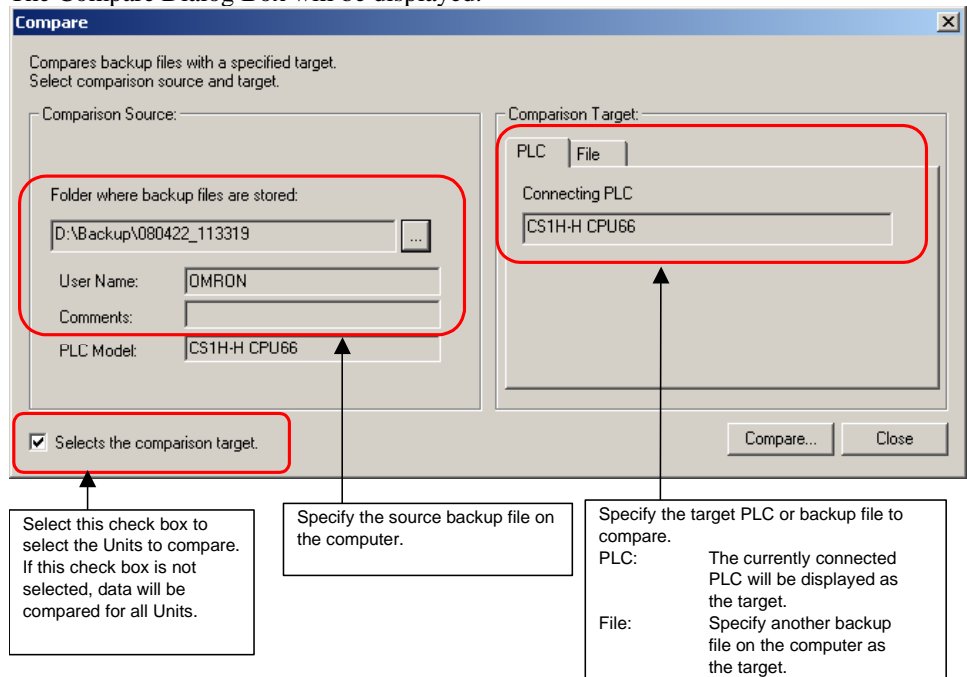 The Compare Dialog Box will be displayed.
Compare
Compares backup files with a specified target.
Select comparison source and target.
Comparison Source:
Folder where backup files are stored:
D:\Backup\080422_113319
...
User Name:
OMRON
Comments:
PLC Model:
CS1H-H CPU66
Comparison Target:
PLC
File
Connecting PLC
CS1H-H CPU66
Selects the comparison target.
Compare...
Close
Select this check box to
select the Units to compare.
If this check box is not
selected, data will be
compared for all Units.
Specify the source backup file on
the computer.
Specify the target PLC or backup file to
compare.
PLC: The currently connected
PLC will be displayed as
the target.
File: Specify another backup
file on the computer as
the target.